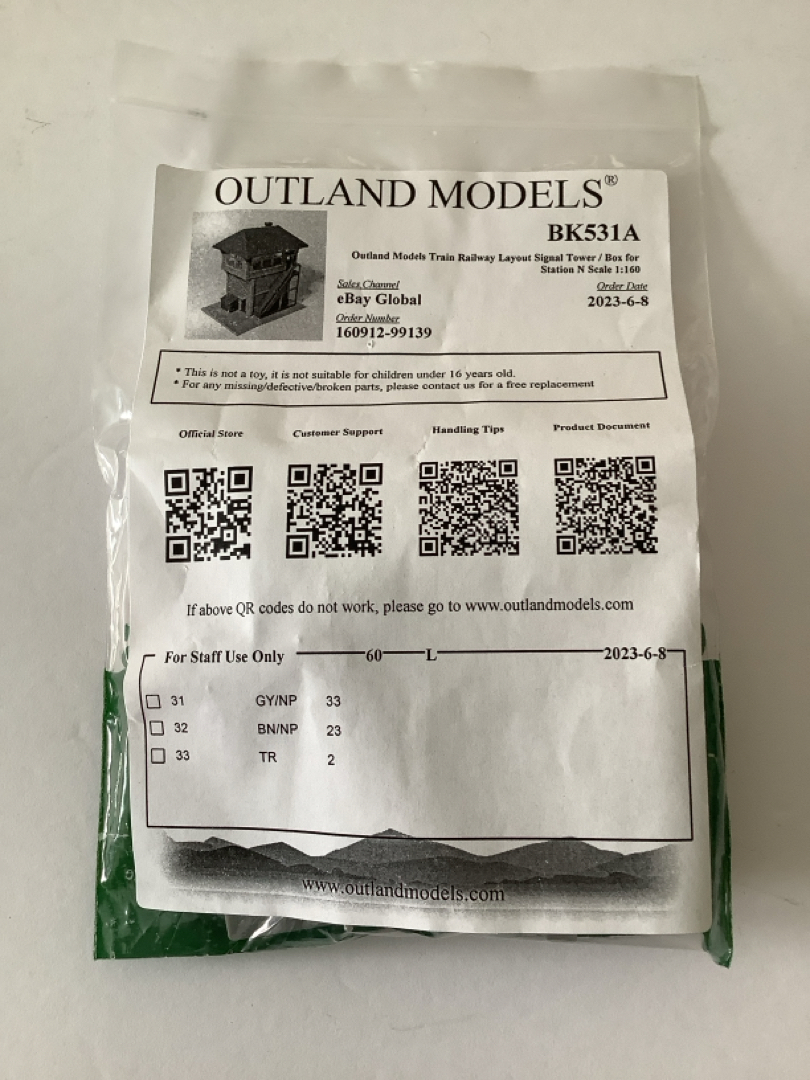 OUTLAND MODELS®
BK531A
Outland Models Train Railway Layout Signal Tower / Box for
Station N Scale 1:160
Sales Channel
eBay Global
Order Date
2023-6-8
Order Number
160912-99139
* This is not a toy, it is not suitable for children under 16 years old.
* For any missing/defective/broken parts, please contact us for a free replacement
Official Store Customer Support Handling Tips Product Document
If above QR codes do not work, please go to www.outlandmodels.com
For Staff Use Only 60 L 2023-6-8
31 GY/NP 33
32 BN/NP 23
33 TR 2
www.outlandmodels.com